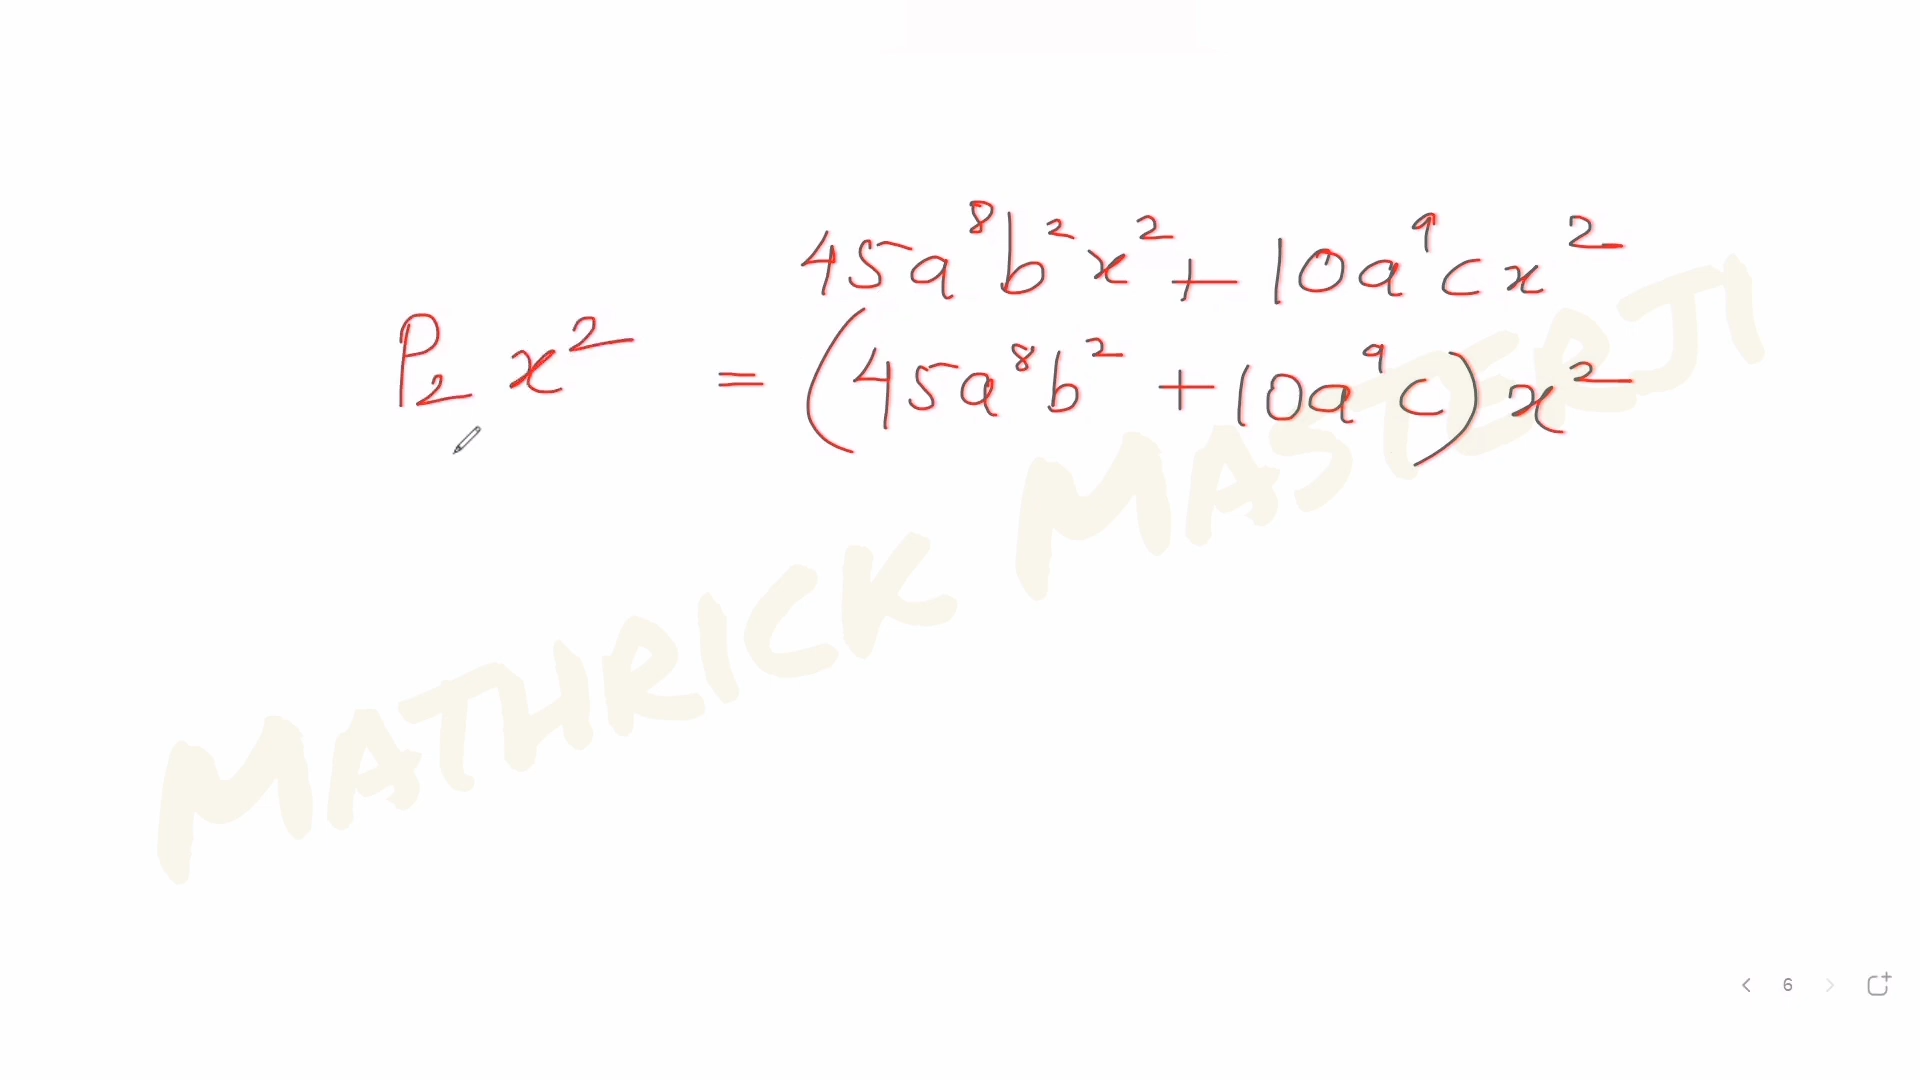 45a⁸b²x² + 10a⁹cx²
P₂x² = (45a⁸b² + 10a⁹c)x²
MATHRICK MASTERJI
6